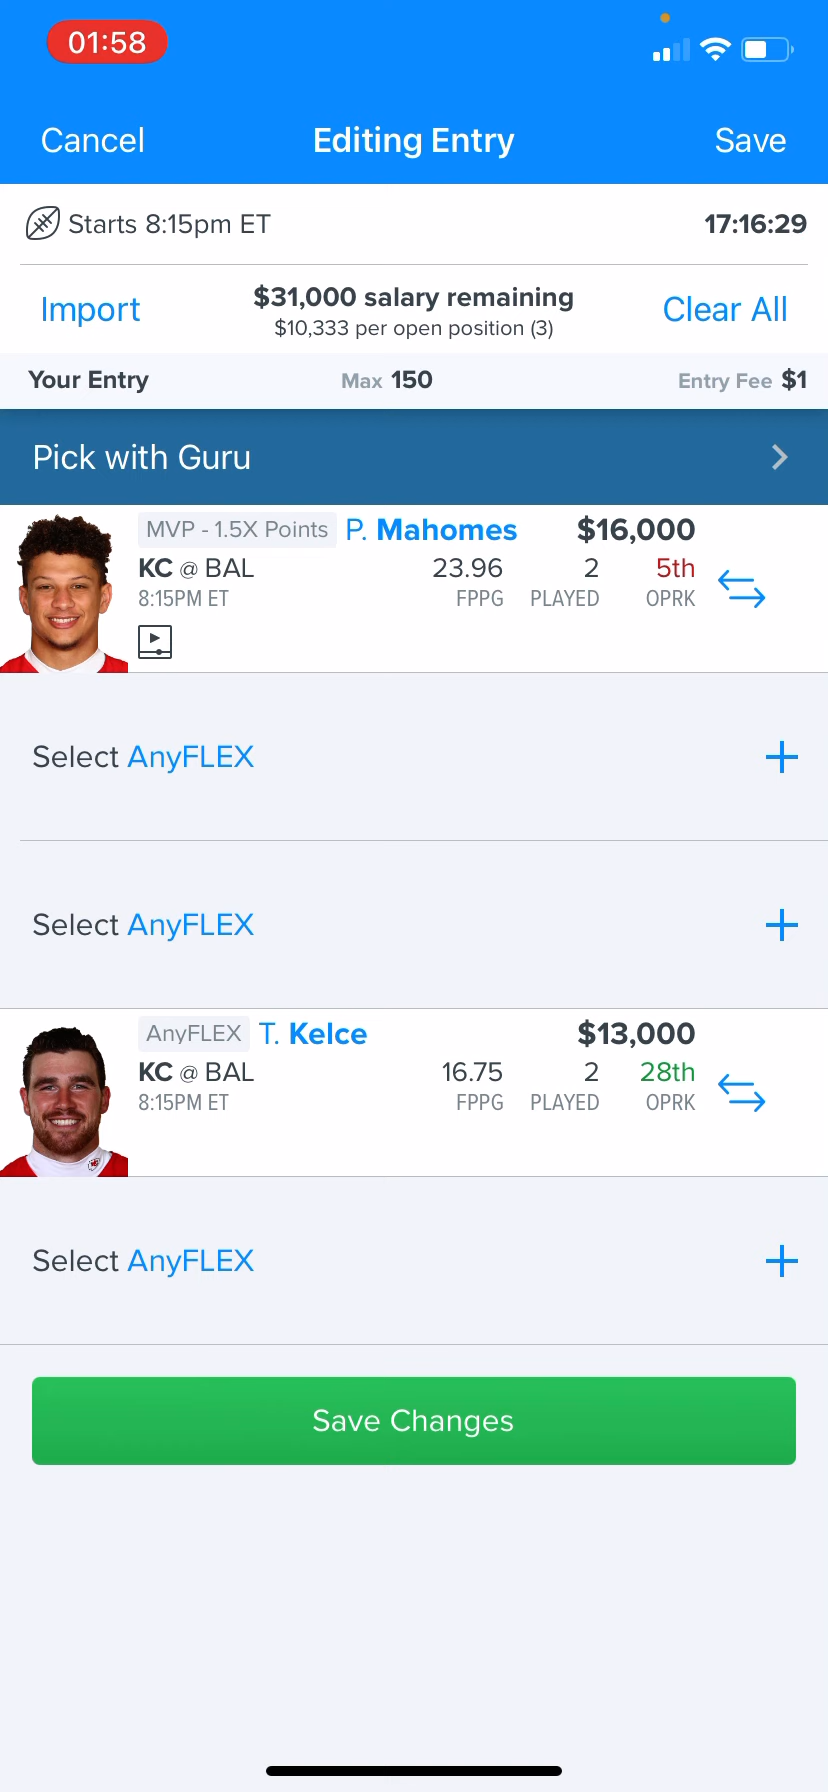 01:58
Cancel Editing Entry Save
Starts 8:15pm ET 17:16:29
Import $31,000 salary remaining Clear All
$10,333 per open position (3)
Your Entry Max 150 Entry Fee $1
Pick with Guru
MVP - 1.5X Points P. Mahomes $16,000
KC @ BAL 23.96 2 5th
8:15PM ET FPPG PLAYED OPRK
Select AnyFLEX
Select AnyFLEX
AnyFLEX T. Kelce $13,000
KC @ BAL 16.75 2 28th
8:15PM ET FPPG PLAYED OPRK
Select AnyFLEX
Save Changes